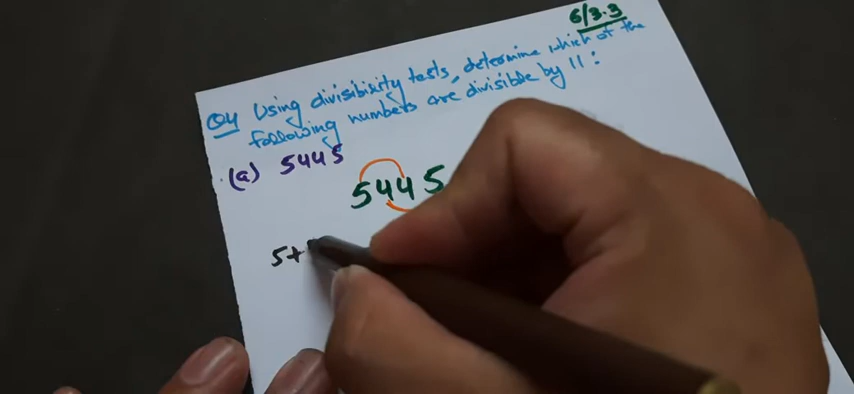 6/3.3
Q4 Using divisibility tests, determine which of the
following numbers are divisible by 11:
(a) 5445
5445
5+